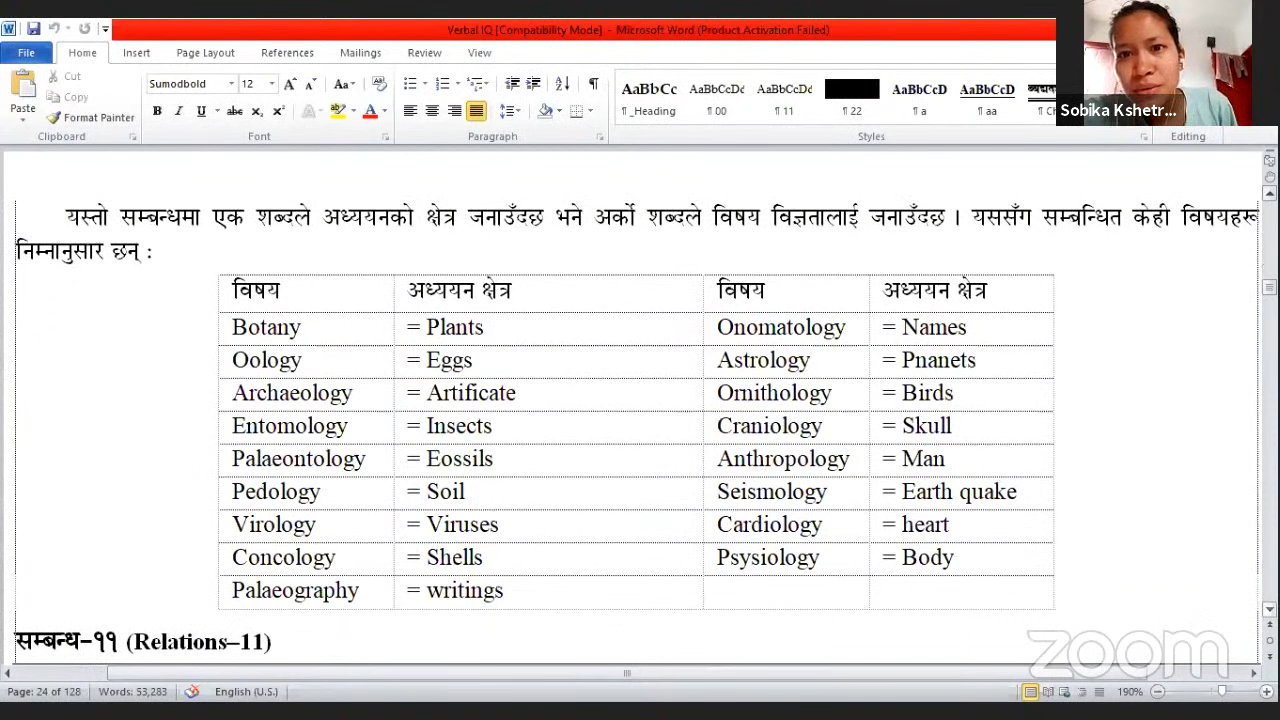 Verbal IQ [Compatibility Mode] - Microsoft Word (Product Activation Failed)
File Home Insert Page Layout References Mailings Review View
Cut
Copy
Paste
Format Painter
Sumodbold 12
AaBbCc AaBbCcDc AaBbCcDd AaBbCcD AaBbCcD
¶ _Heading ¶ 00 ¶ 11 ¶ 22 ¶ a ¶ aa
Clipboard Font Paragraph Styles Editing
Sobika Kshetr...
यस्तो सम्बन्धमा एक शब्दले अध्ययनको क्षेत्र जनाउँदछ भने अर्को शब्दले विषय विज्ञतालाई जनाउँदछ । यससँग सम्बन्धित केही विषयहरू
निम्नानुसार छन् :
विषय अध्ययन क्षेत्र विषय अध्ययन क्षेत्र
Botany = Plants Onomatology = Names
Oology = Eggs Astrology = Pnanets
Archaeology = Artificate Ornithology = Birds
Entomology = Insects Craniology = Skull
Palaeontology = Eossils Anthropology = Man
Pedology = Soil Seismology = Earth quake
Virology = Viruses Cardiology = heart
Concology = Shells Psysiology = Body
Palaeography = writings
सम्बन्ध–११ (Relations–11)
zoom
Page: 24 of 128 Words: 53,283 English (U.S.) 190%